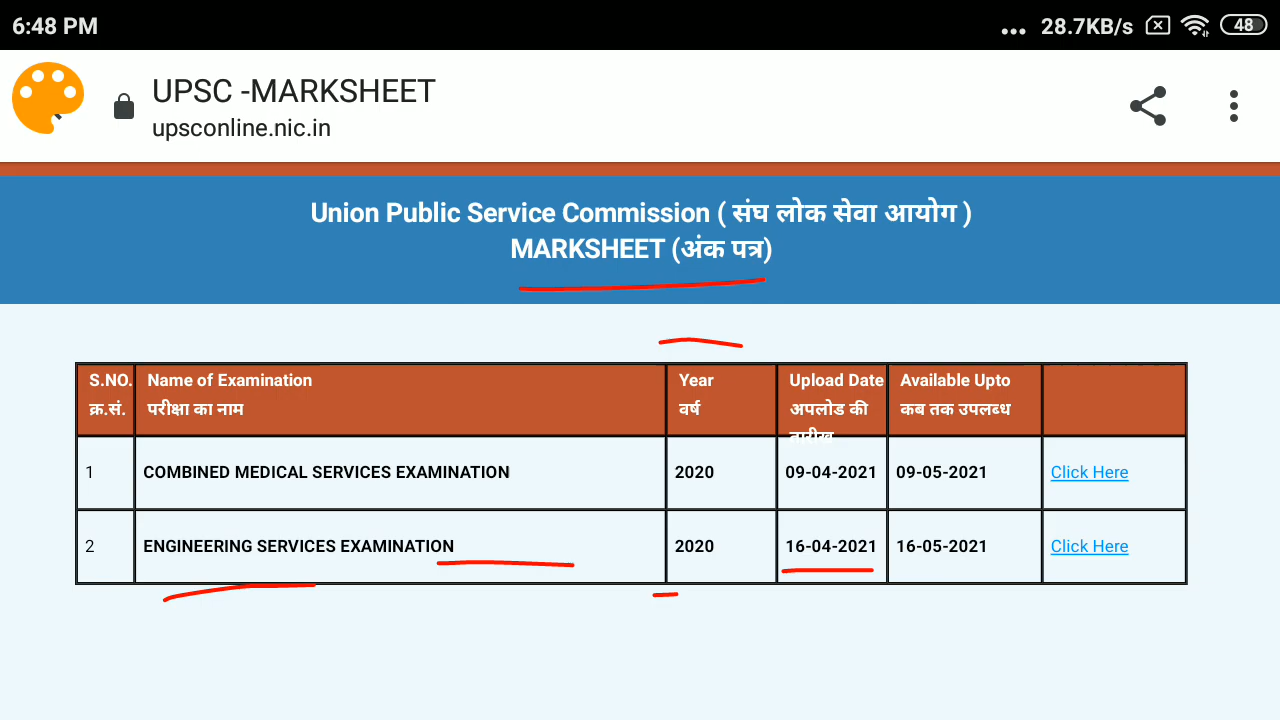 6:48 PM
28.7KB/s
48
UPSC -MARKSHEET
upsconline.nic.in
Union Public Service Commission ( संघ लोक सेवा आयोग )
MARKSHEET (अंक पत्र)
S.NO. Name of Examination Year Upload Date Available Upto
क्र.सं. परीक्षा का नाम वर्ष अपलोड की कब तक उपलब्ध
तारीख
1 COMBINED MEDICAL SERVICES EXAMINATION 2020 09-04-2021 09-05-2021 Click Here
2 ENGINEERING SERVICES EXAMINATION 2020 16-04-2021 16-05-2021 Click Here